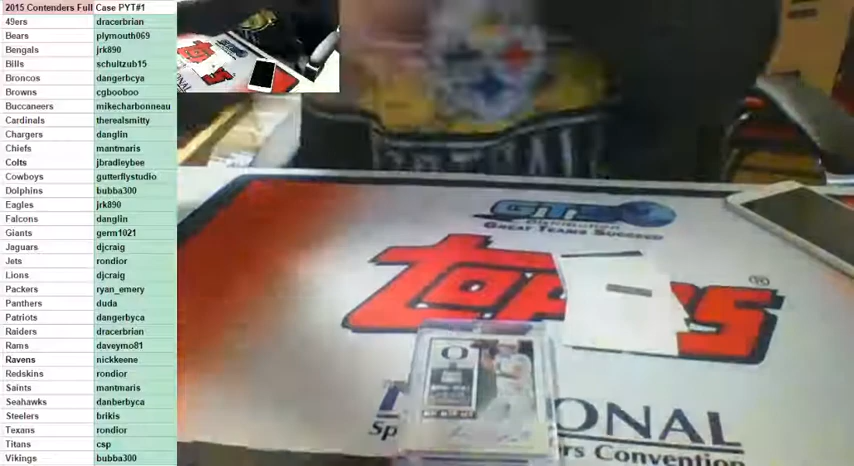 2015 Contenders Full Case PYT#1
49ers dracerbrian
Bears plymouth069
Bengals jrk890
Bills schultzub15
Broncos dangerbcya
Browns cgbooboo
Buccaneers mikecharbonneau
Cardinals therealsmitty
Chargers danglin
Chiefs mantmaris
Colts jbradleybee
Cowboys gutterflystudio
Dolphins bubba300
Eagles jrk890
Falcons danglin
Giants germ1021
Jaguars djcraig
Jets rondior
Lions djcraig
Packers ryan_emery
Panthers duda
Patriots dangerbyca
Raiders dracerbrian
Rams daveymo81
Ravens nickkeene
Redskins rondior
Saints mantmaris
Seahawks danberbyca
Steelers brikis
Texans rondior
Titans csp
Vikings bubba300
GTS
Distribution
GREAT TEAMS SUCCEED
TOPPS ®
ONAL
Sp
rs Convention